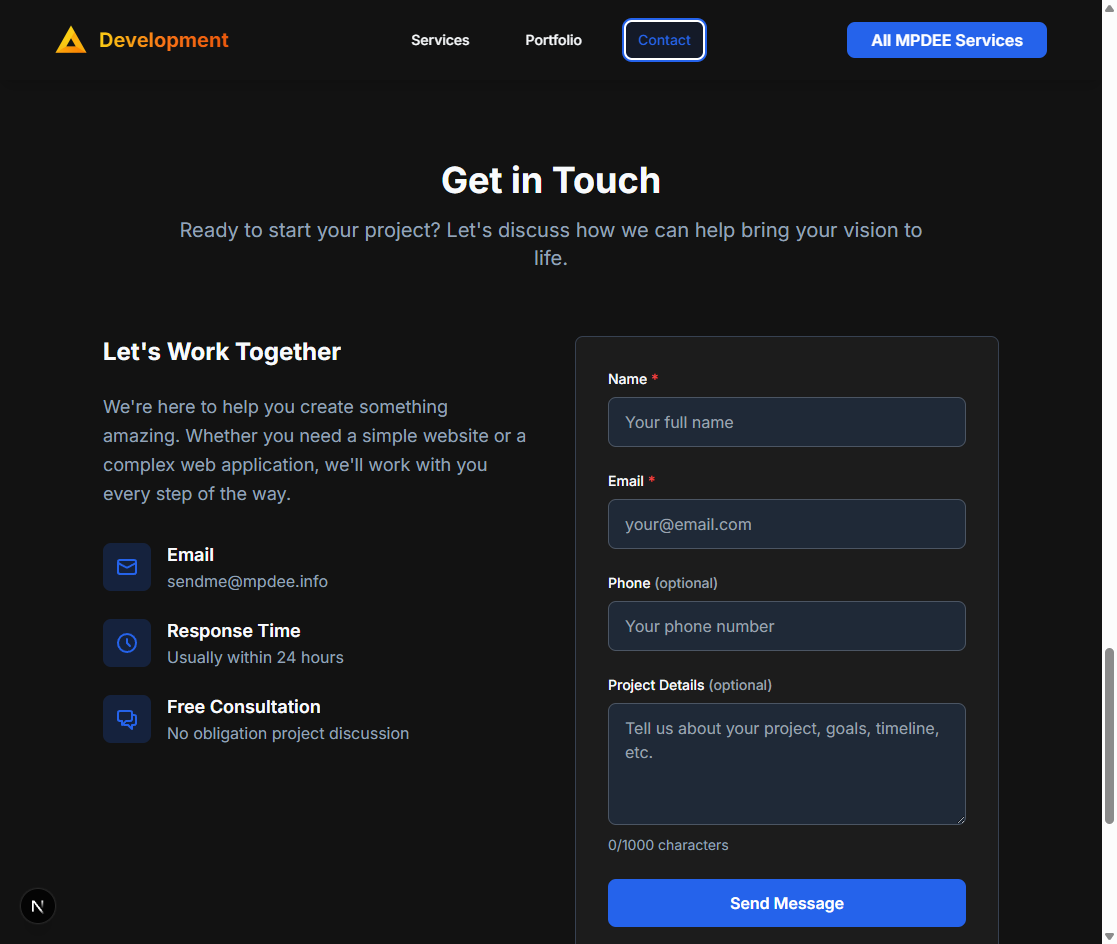 Development
Services
Portfolio
Contact
All MPDEE Services
Get in Touch
Ready to start your project? Let's discuss how we can help bring your vision to
life.
Let's Work Together
We're here to help you create something
amazing. Whether you need a simple website or a
complex web application, we'll work with you
every step of the way.
Email
sendme@mpdee.info
Response Time
Usually within 24 hours
Free Consultation
No obligation project discussion
Name *
Your full name
Email *
your@email.com
Phone (optional)
Your phone number
Project Details (optional)
Tell us about your project, goals, timeline,
etc.
0/1000 characters
Send Message
N